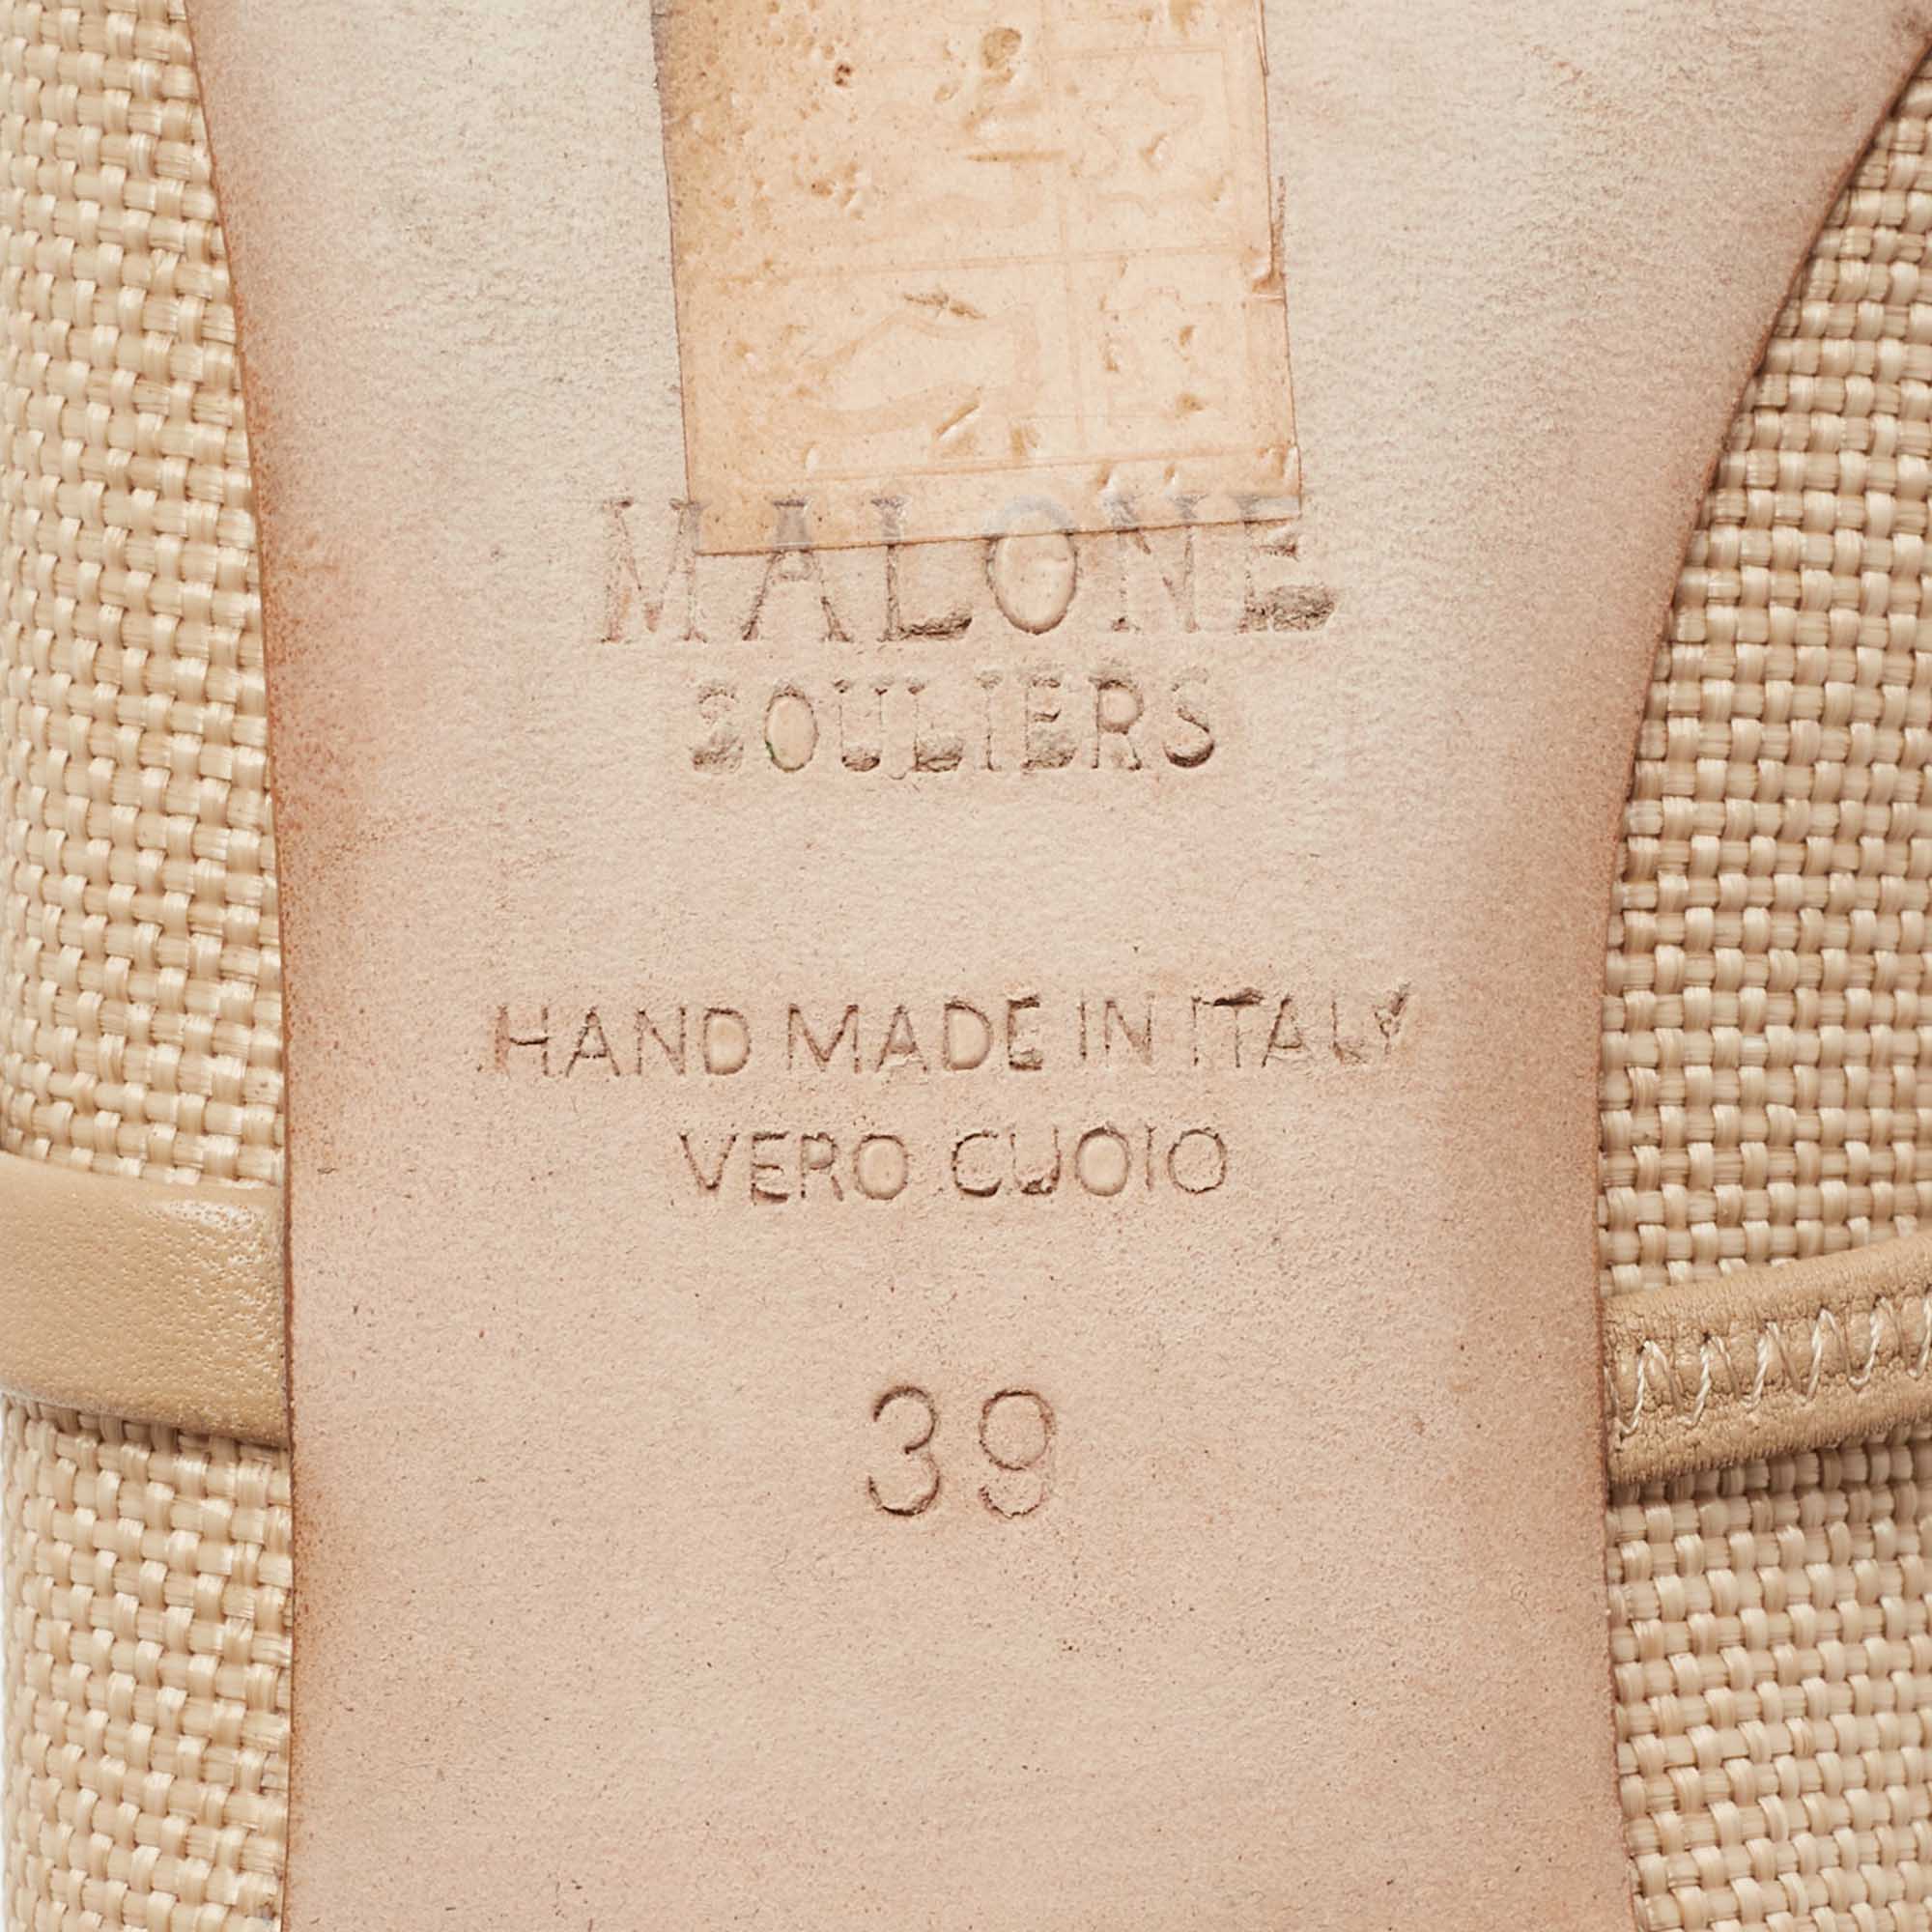 MALONE
SOULIERS
HAND MADE IN ITALY
VERO CUOIO
39